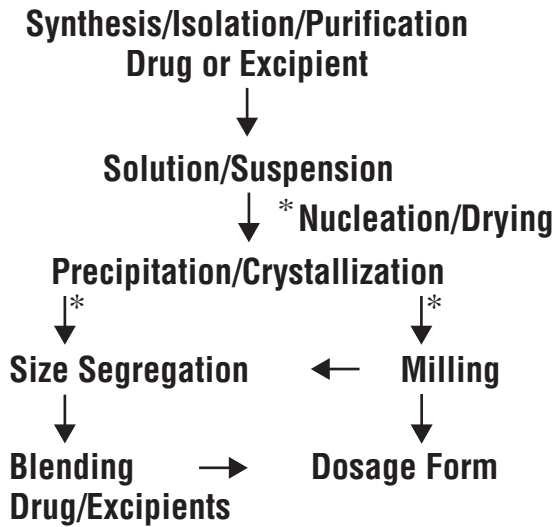 Synthesis/Isolation/Purification
Drug or Excipient
Solution/Suspension
*Nucleation/Drying
Precipitation/Crystallization
* *
Size Segregation Milling
Blending Dosage Form
Drug/Excipients